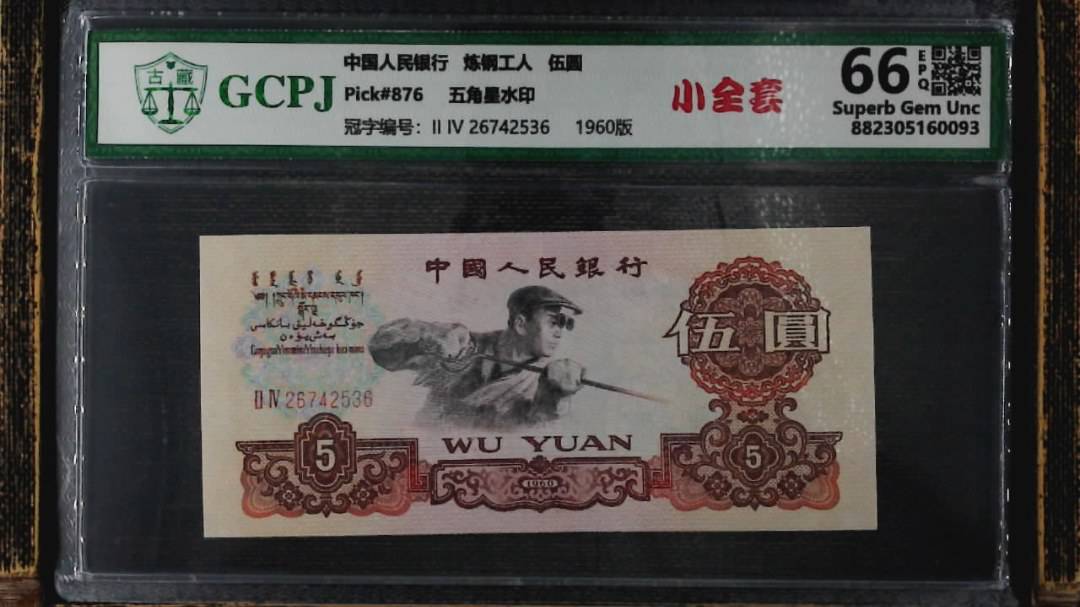 古藏
GCPJ
中国人民银行 炼钢工人 伍圆
Pick#876 五角星水印
冠字编号: II IV 26742536 1960版
小全套
66 EPQ
Superb Gem Unc
882305160093
中國人民銀行
伍圓
II IV 26742536
WU YUAN
5
5
1960